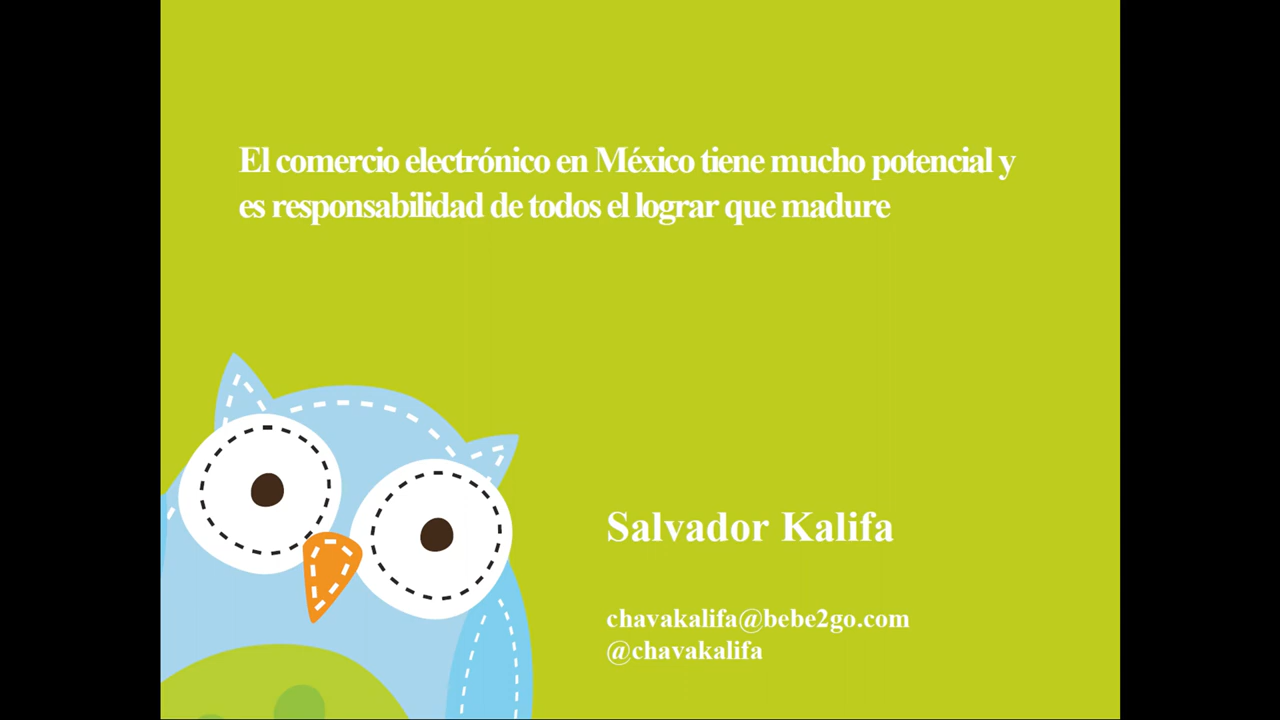 El comercio electrónico en México tiene mucho potencial y
es responsabilidad de todos el lograr que madure
Salvador Kalifa
chavakalifa@bebe2go.com
@chavakalifa